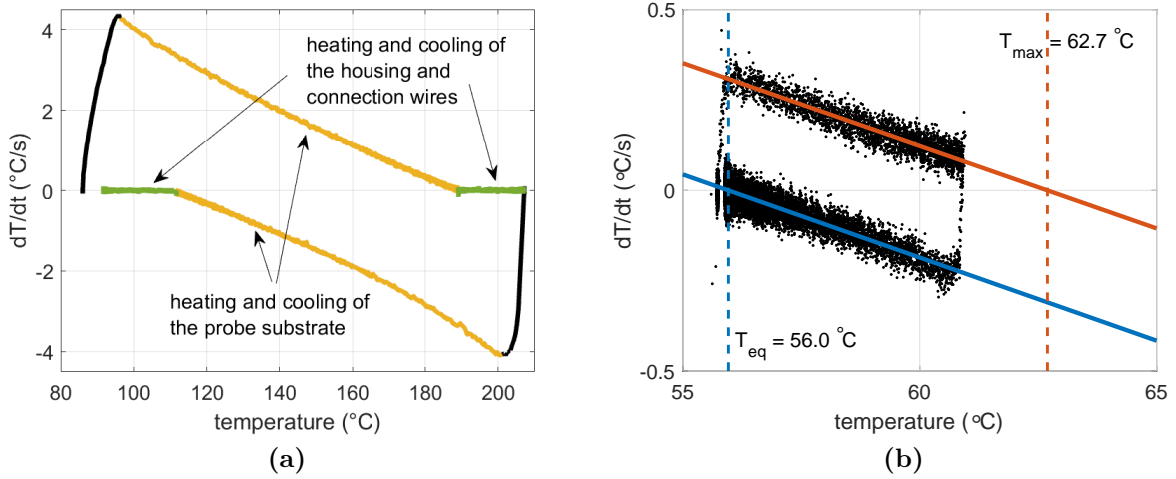 4
2
0
-2
-4
80
100
120
140
160
180
200
dT/dt (°C/s)
temperature (°C)
heating and cooling of
the housing and
connection wires
heating and cooling of
the probe substrate
(a)
0.5
0
-0.5
55
60
65
dT/dt (°C/s)
temperature (°C)
T_max = 62.7 °C
T_eq = 56.0 °C
(b)